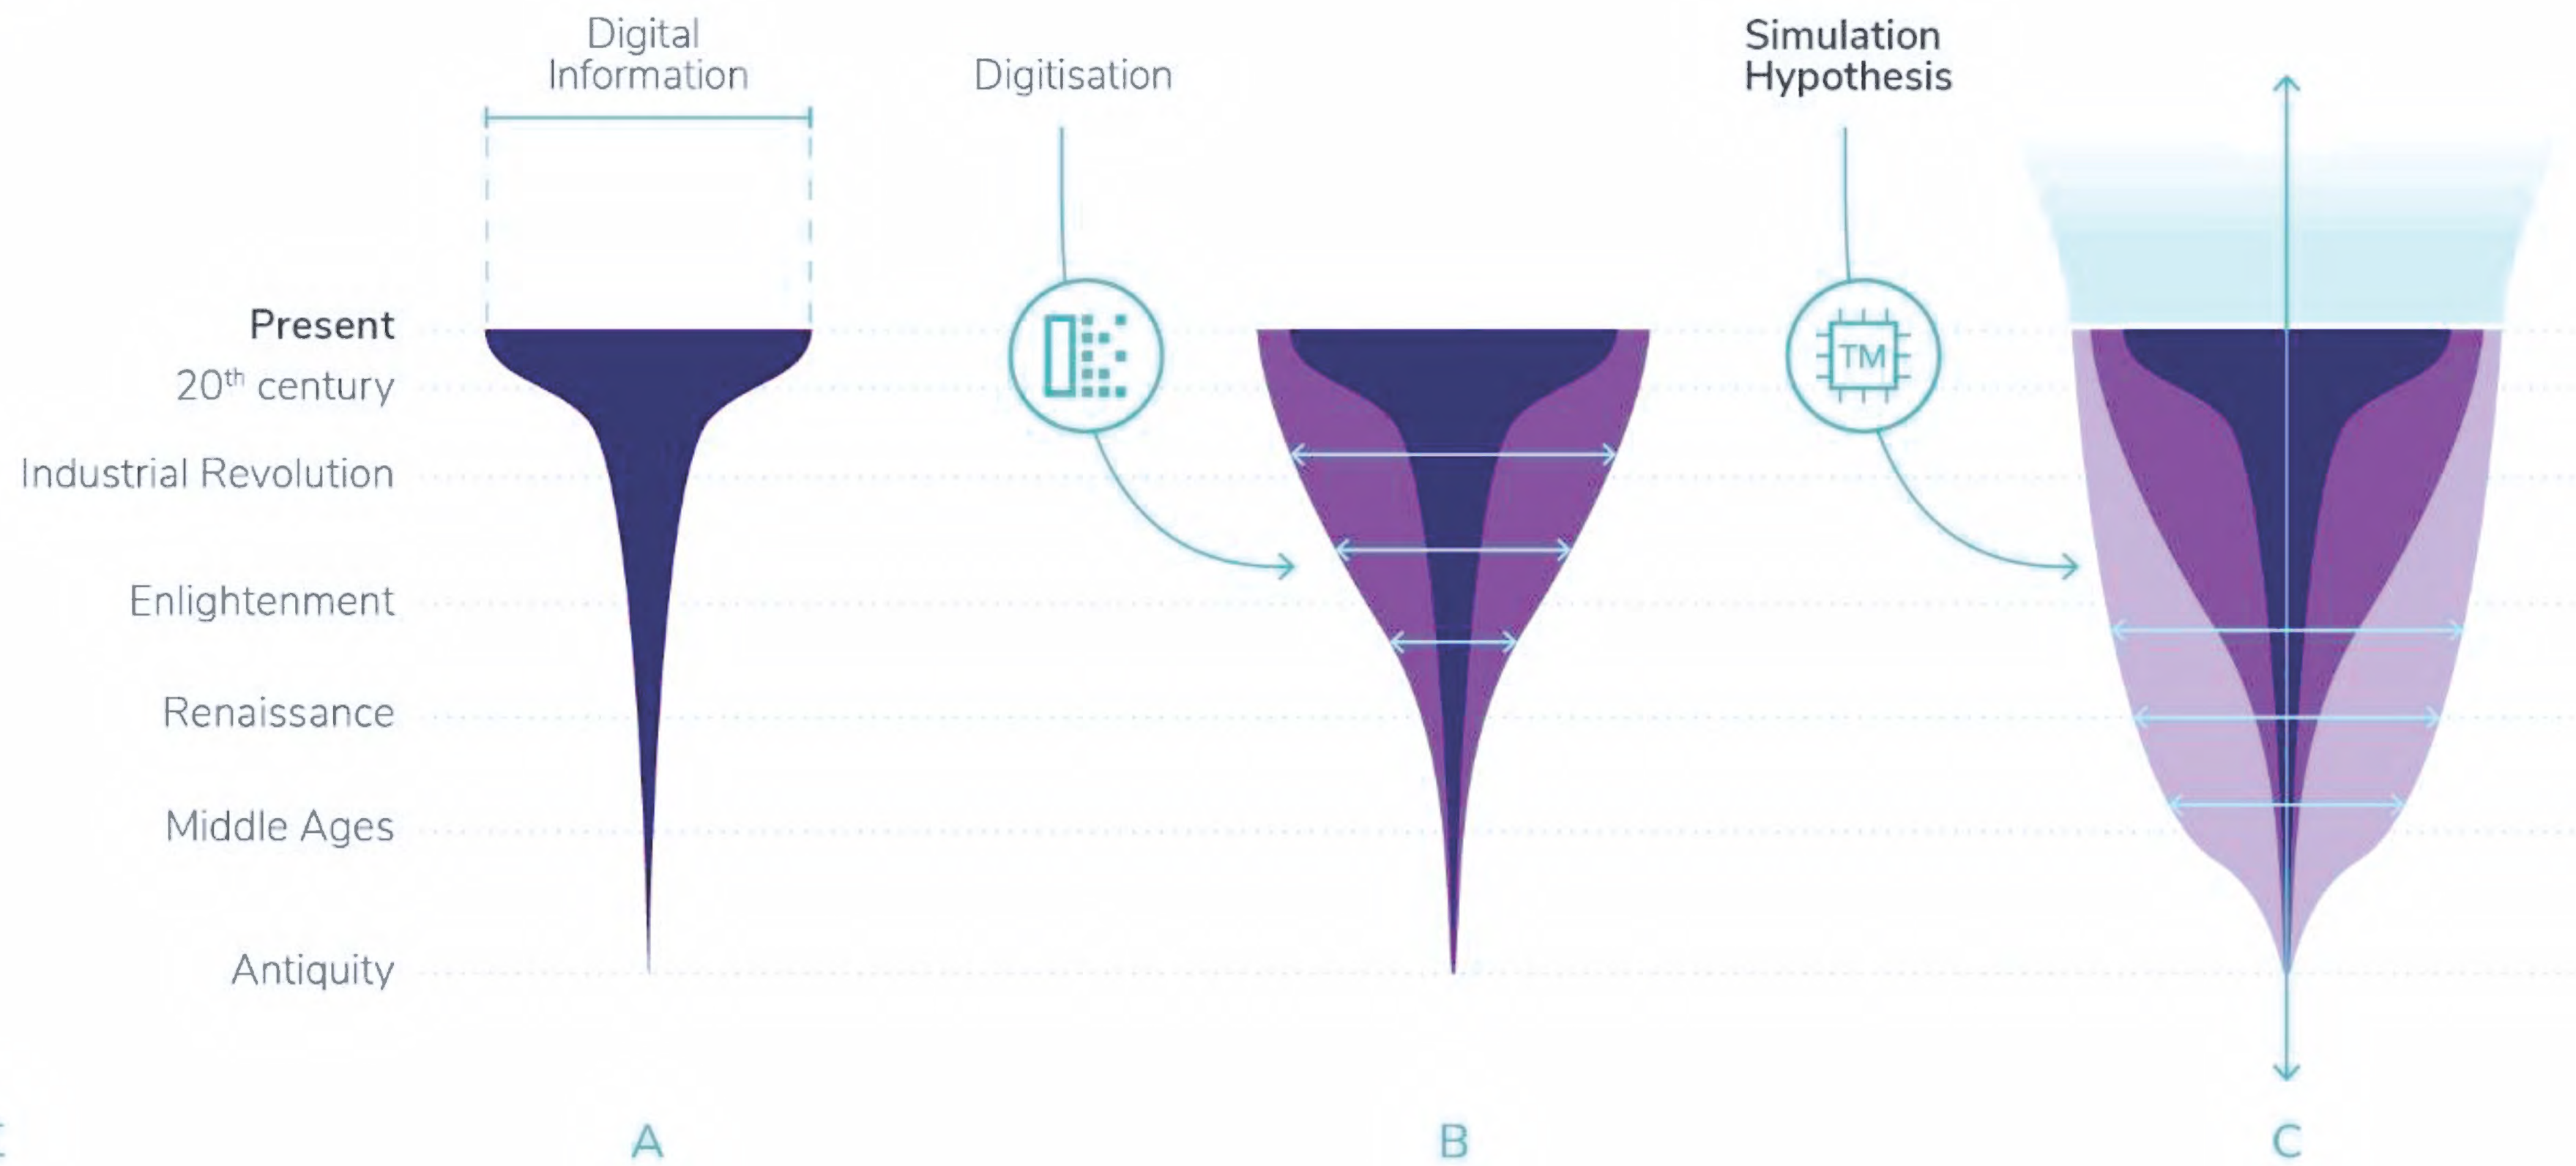 Digital
Information
Digitisation
Simulation
Hypothesis
Present
20th century
Industrial Revolution
Enlightenment
Renaissance
Middle Ages
Antiquity
TM
A
B
C